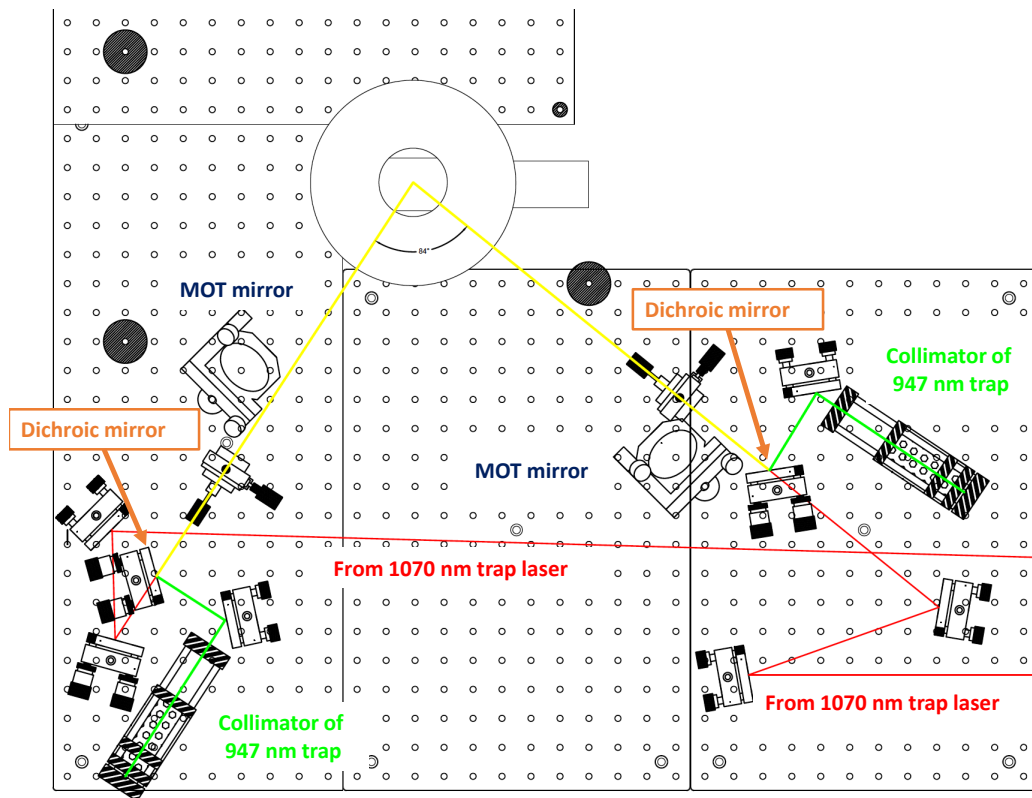 84°
MOT mirror
Dichroic mirror
Collimator of
947 nm trap
Dichroic mirror
MOT mirror
From 1070 nm trap laser
From 1070 nm trap laser
Collimator of
947 nm trap